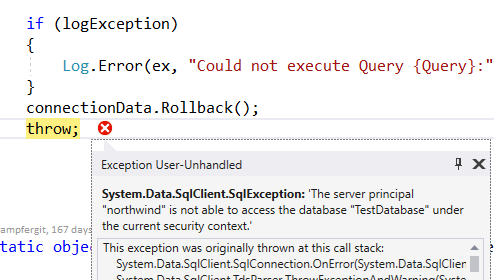 if (logException)
{
Log.Error(ex, "Could not execute Query {Query}:"
}
connectionData.Rollback();
throw;
Exception User-Unhandled
System.Data.SqlClient.SqlException: 'The server principal
"northwind" is not able to access the database "TestDatabase" under
the current security context.'
ampfergit, 167 days
tatic objec
This exception was originally thrown at this call stack:
System.Data.SqlClient.SqlConnection.OnError(System.Data.SqlClien
System.Data.SqlClient.TdsParser.ThrowExceptionAndWarning(System